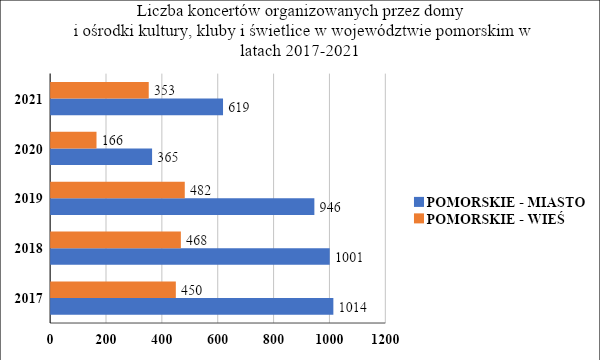 Liczba koncertów organizowanych przez domy
i ośrodki kultury, kluby i świetlice w województwie pomorskim w
latach 2017-2021
2021
353
619
2020
166
365
2019
482
946
2018
468
1001
2017
450
1014
POMORSKIE - MIASTO
POMORSKIE - WIEŚ
0 200 400 600 800 1000 1200